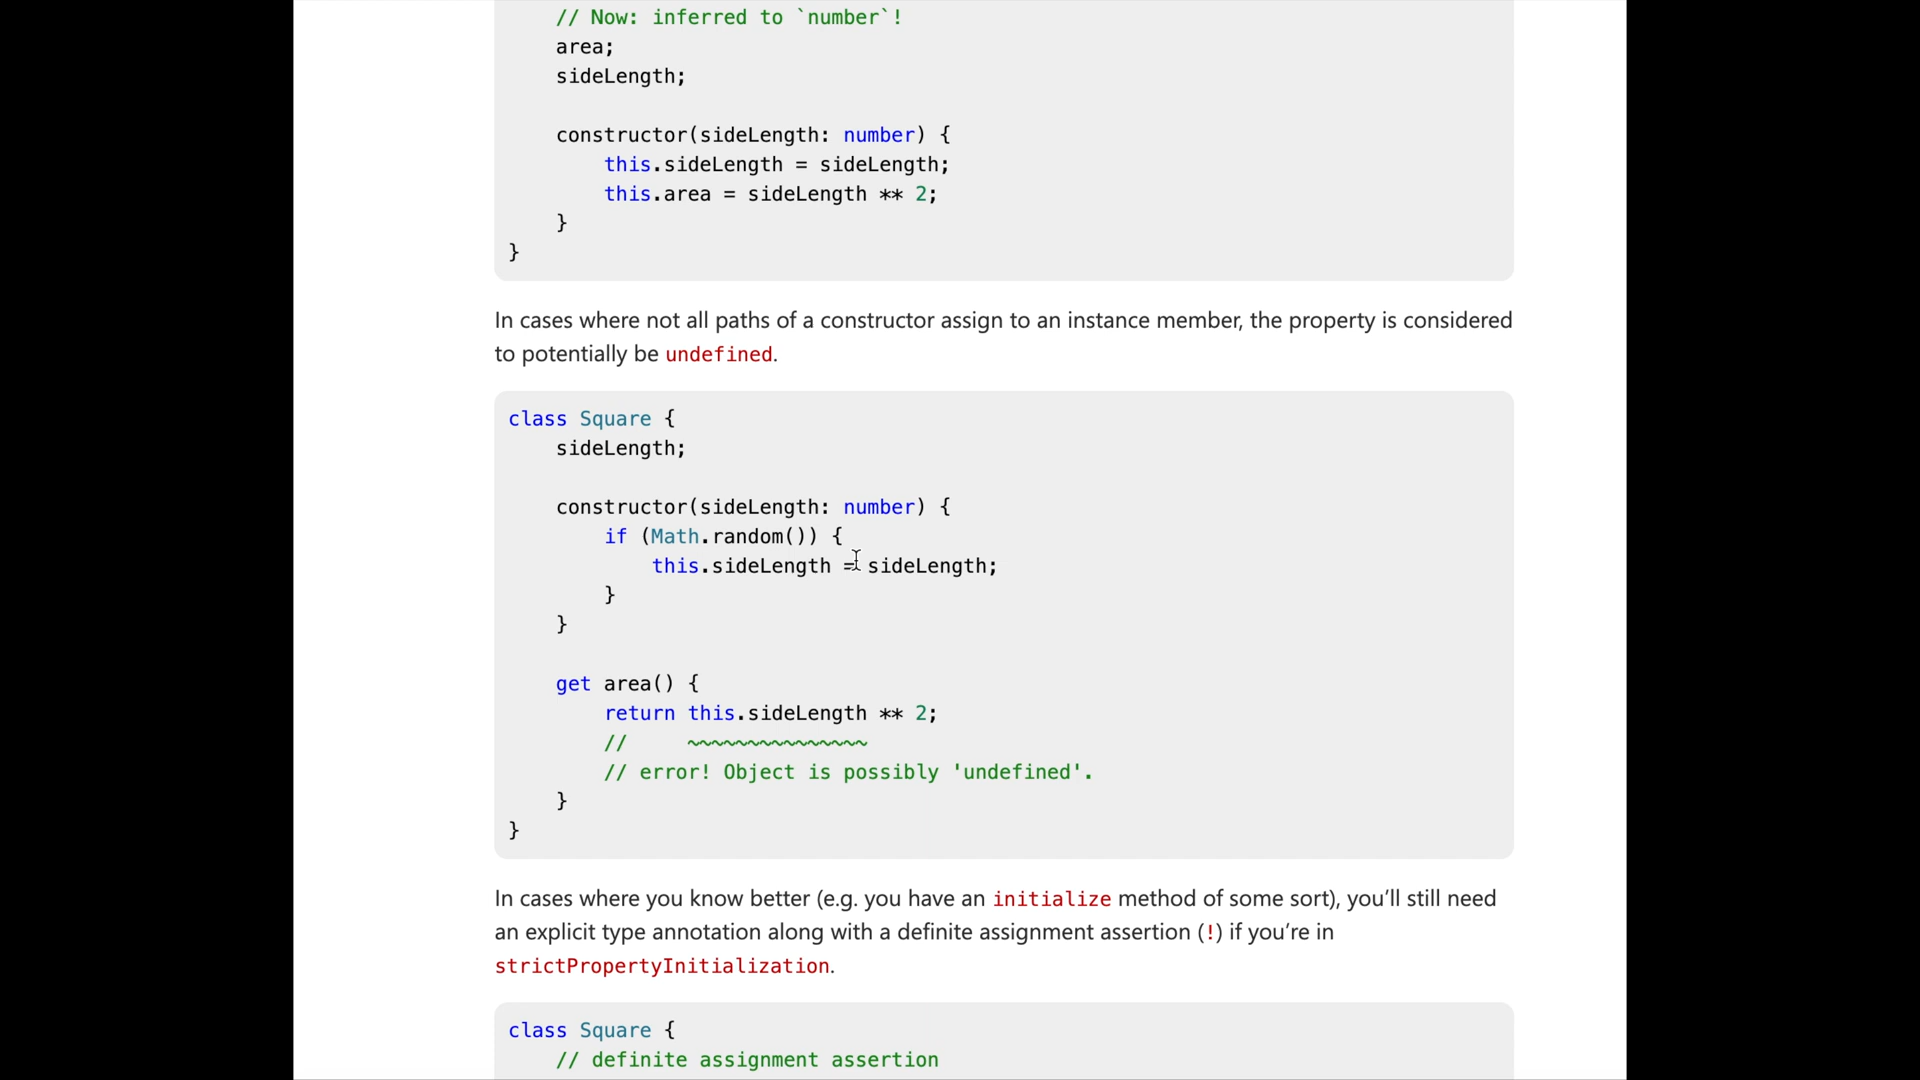 // Now: inferred to `number`!
area;
sideLength;
constructor(sideLength: number) {
this.sideLength = sideLength;
this.area = sideLength ** 2;
}
}
In cases where not all paths of a constructor assign to an instance member, the property is considered
to potentially be undefined.
class Square {
sideLength;
constructor(sideLength: number) {
if (Math.random()) {
this.sideLength = sideLength;
}
}
get area() {
return this.sideLength ** 2;
// ~~~~~~~~~~~~~~~
// error! Object is possibly 'undefined'.
}
}
In cases where you know better (e.g. you have an initialize method of some sort), you’ll still need
an explicit type annotation along with a definite assignment assertion (!) if you’re in
strictPropertyInitialization.
class Square {
// definite assignment assertion